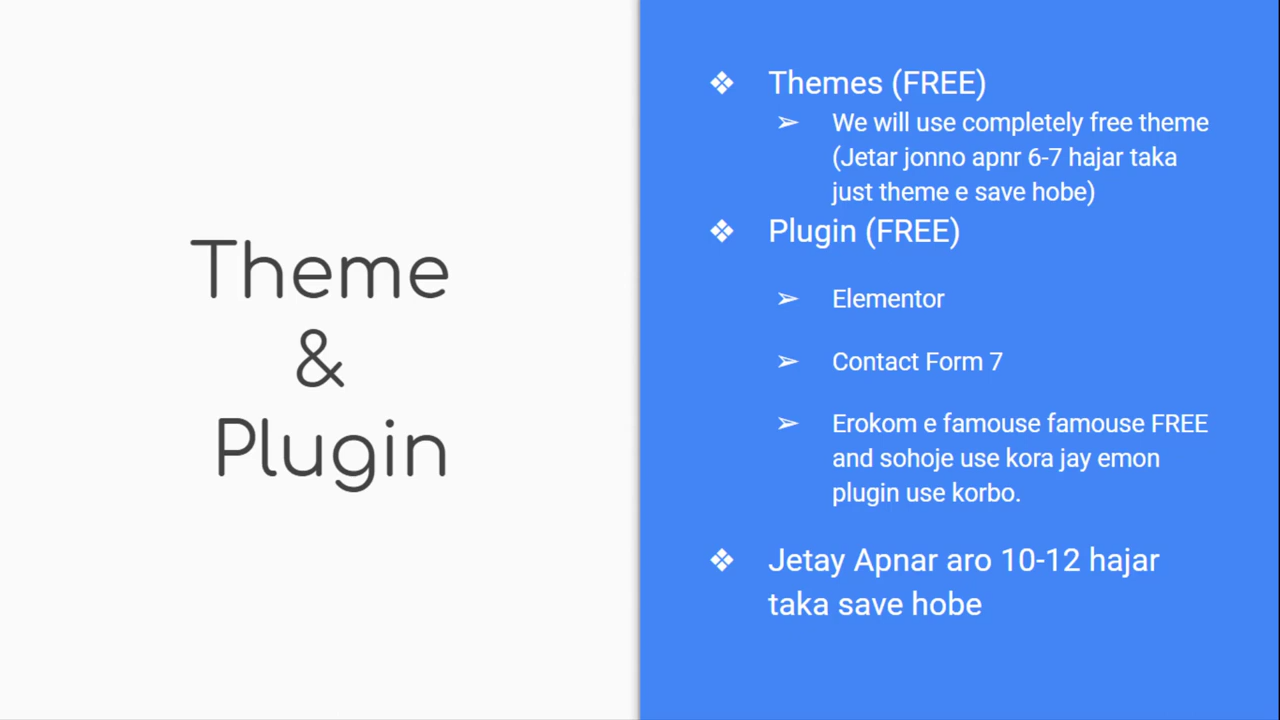 Theme
&
Plugin
❖ Themes (FREE)
➢ We will use completely free theme
(Jetar jonno apnr 6-7 hajar taka
just theme e save hobe)
❖ Plugin (FREE)
➢ Elementor
➢ Contact Form 7
➢ Erokom e famouse famouse FREE
and sohoje use kora jay emon
plugin use korbo.
❖ Jetay Apnar aro 10-12 hajar
taka save hobe